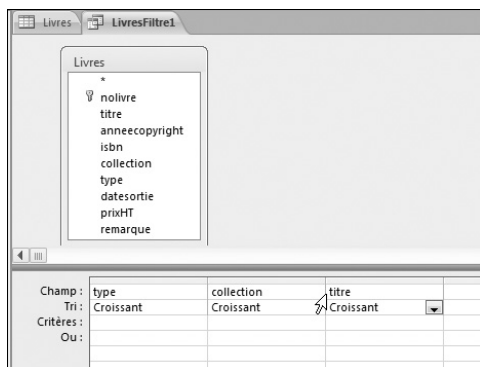 Livres LivresFiltre1
Livres
*
nolivre
titre
anneecopyright
isbn
collection
type
datesortie
prixHT
remarque
Champ : type collection titre
Tri : Croissant Croissant Croissant
Critères :
Ou :